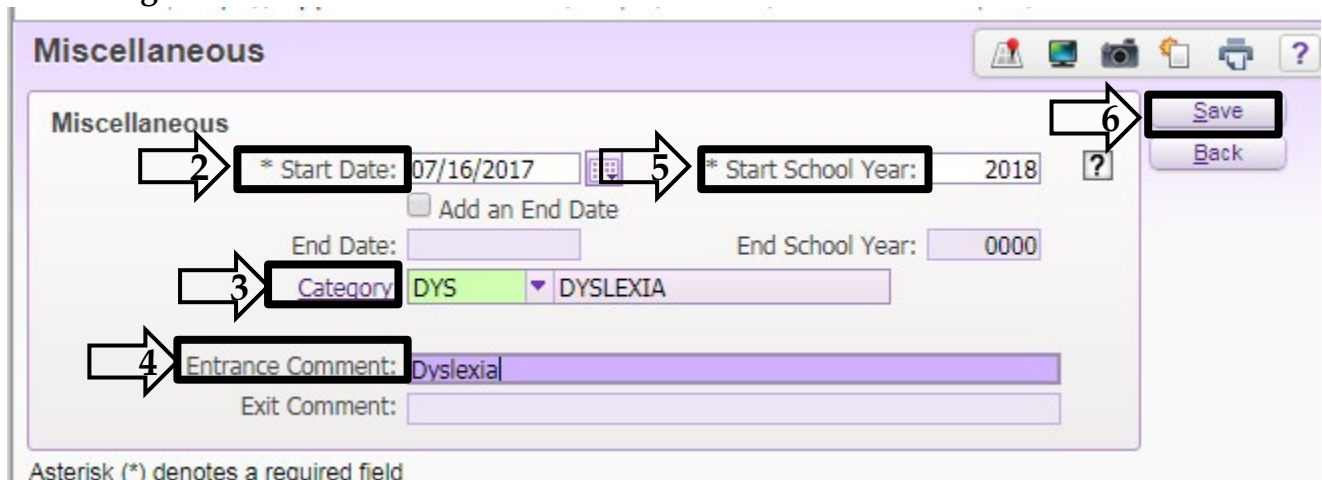 Miscellaneous
?
Miscellaneous
6 Save
2 * Start Date: 07/16/2017 5 * Start School Year: 2018 ? Back
Add an End Date
End Date: End School Year: 0000
3 Category DYS DYSLEXIA
4 Entrance Comment: Dyslexia
Exit Comment:
Asterisk (*) denotes a required field